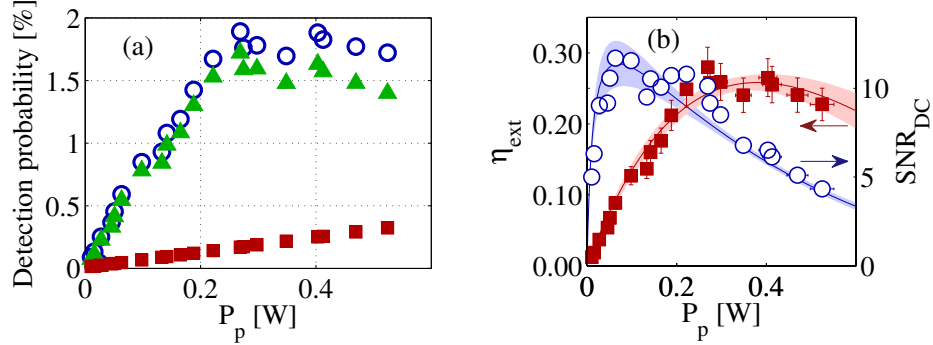 (a)
Detection probability [%]
2
1.5
1
0.5
0
0 0.2 0.4
P_p [W]
(b)
η_ext
0.30
0.20
0.10
0.00
0 0.2 0.4
P_p [W]
10
5
0
SNR_DC